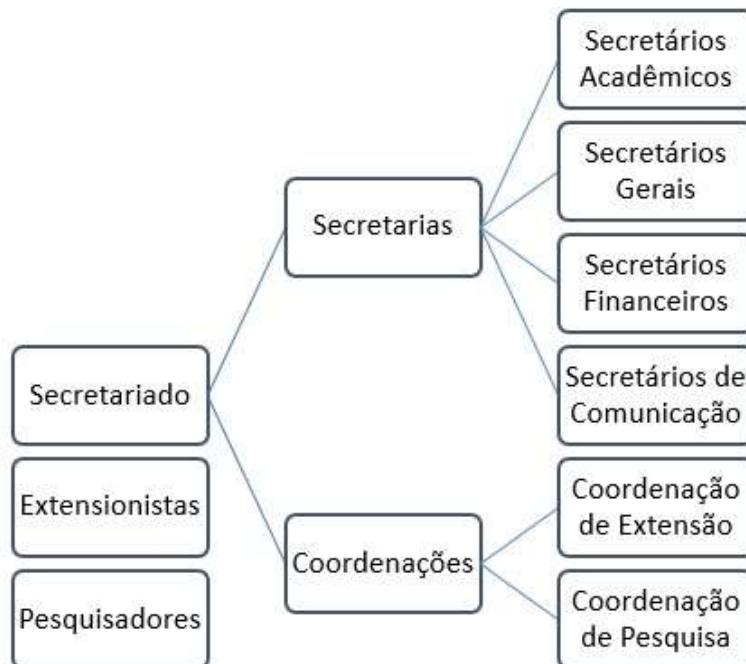 Secretariado
Extensionistas
Pesquisadores
Secretarias
Coordenações
Secretários
Acadêmicos
Secretários
Gerais
Secretários
Financeiros
Secretários de
Comunicação
Coordenação
de Extensão
Coordenação
de Pesquisa